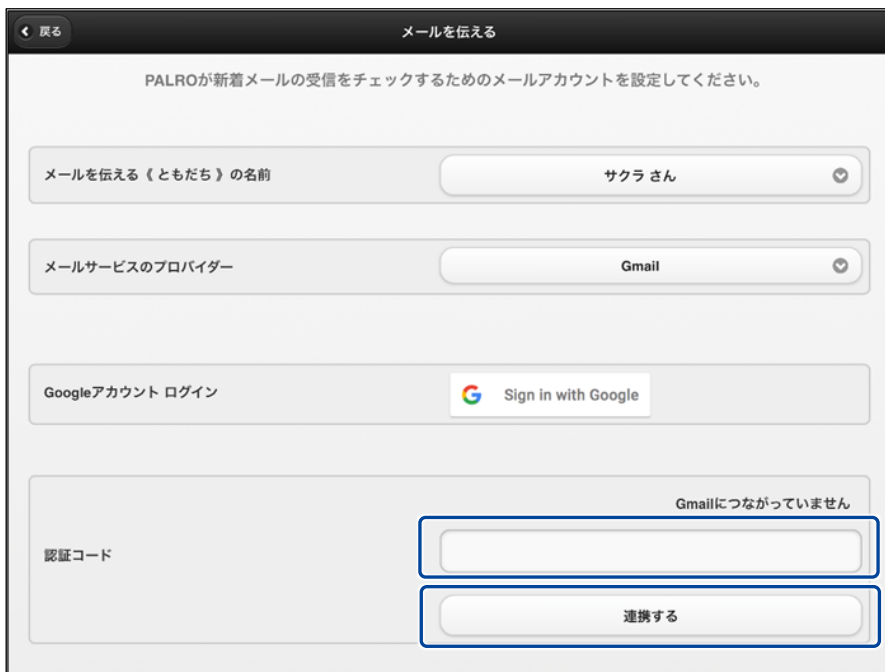 戻る
メールを伝える
PALROが新着メールの受信をチェックするためのメールアカウントを設定してください。
メールを伝える《 ともだち 》の名前
サクラ さん
メールサービスのプロバイダー
Gmail
Googleアカウント ログイン
Sign in with Google
Gmailにつながっていません
認証コード
連携する